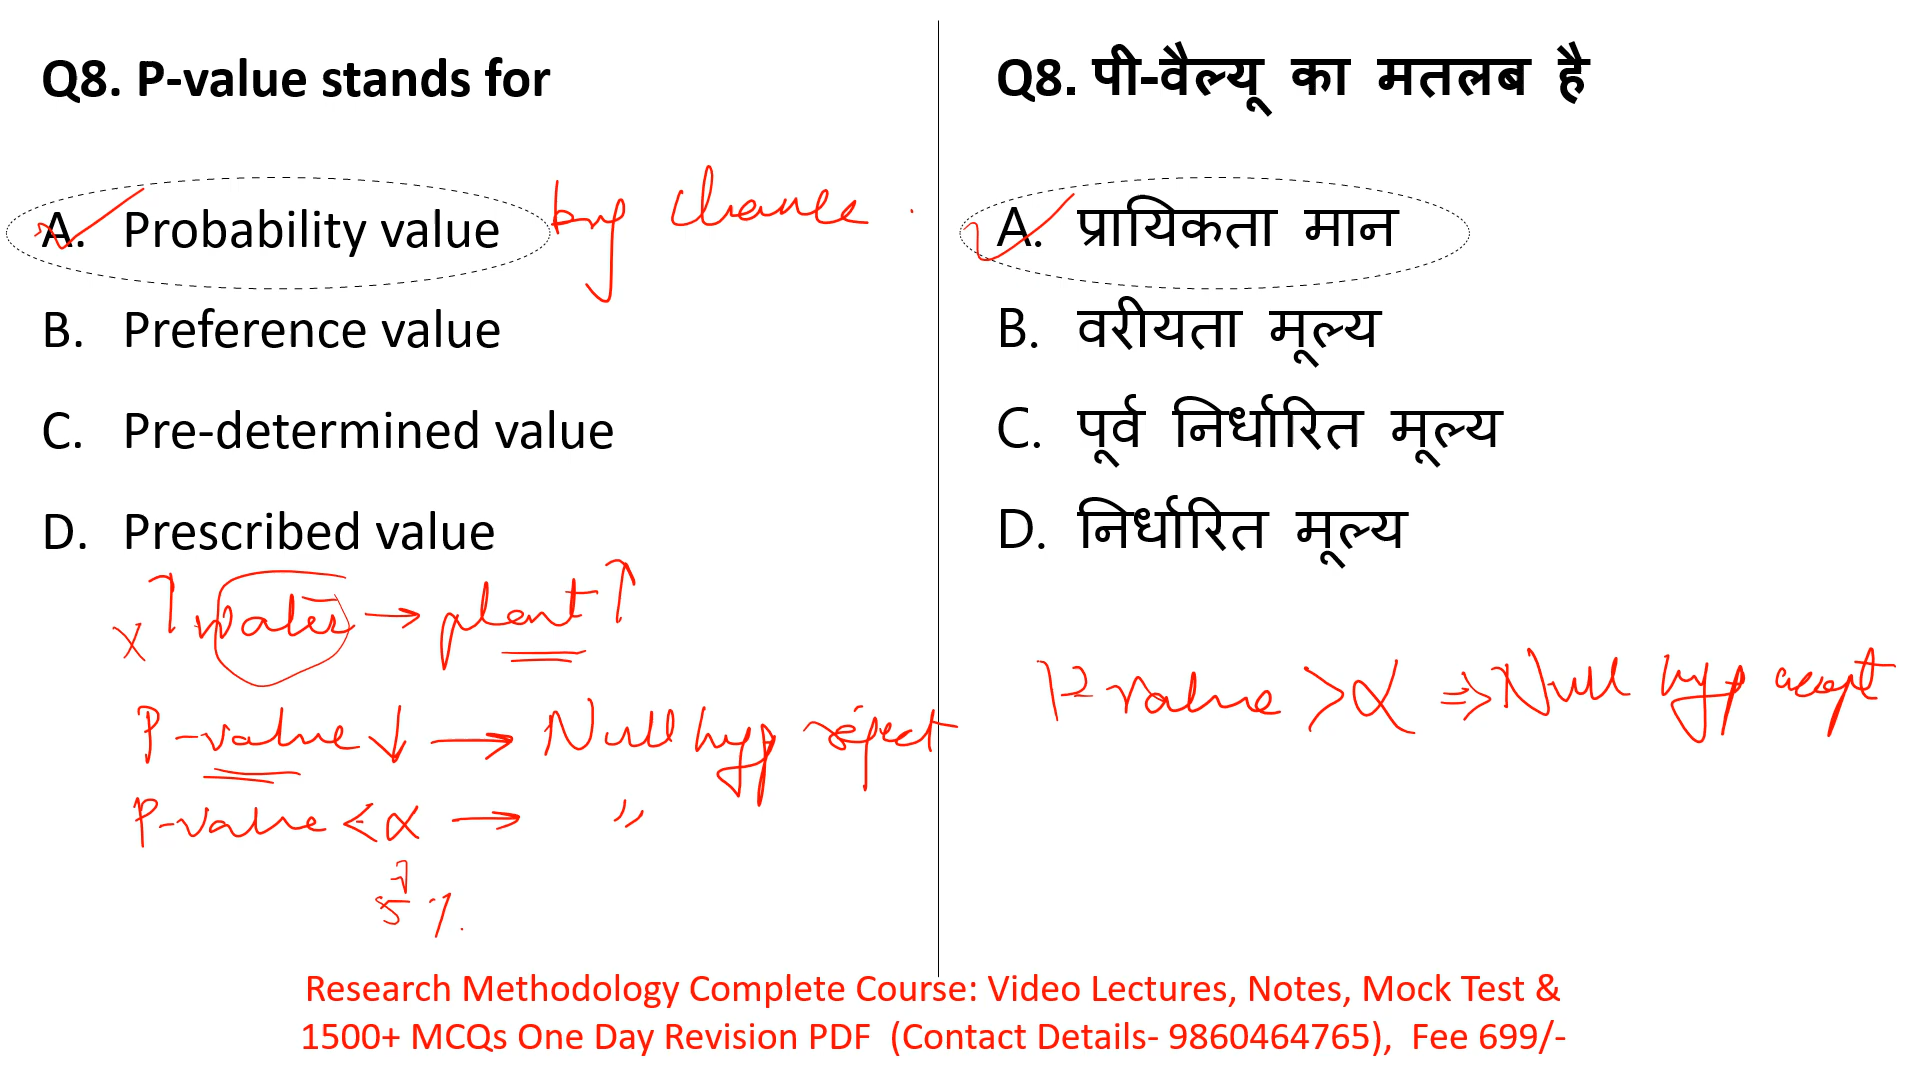 Q8. P-value stands for
A. Probability value by chance.
B. Preference value
C. Pre-determined value
D. Prescribed value
x ↑ water → plant ↑
P-value ↓ → Null hyp reject
P-value < α → "
5%.
Q8. पी-वैल्यू का मतलब है
A. प्रायिकता मान
B. वरीयता मूल्य
C. पूर्व निर्धारित मूल्य
D. निर्धारित मूल्य
P-value > α ⇒ Null hyp accept
Research Methodology Complete Course: Video Lectures, Notes, Mock Test &
1500+ MCQs One Day Revision PDF (Contact Details- 9860464765), Fee 699/-